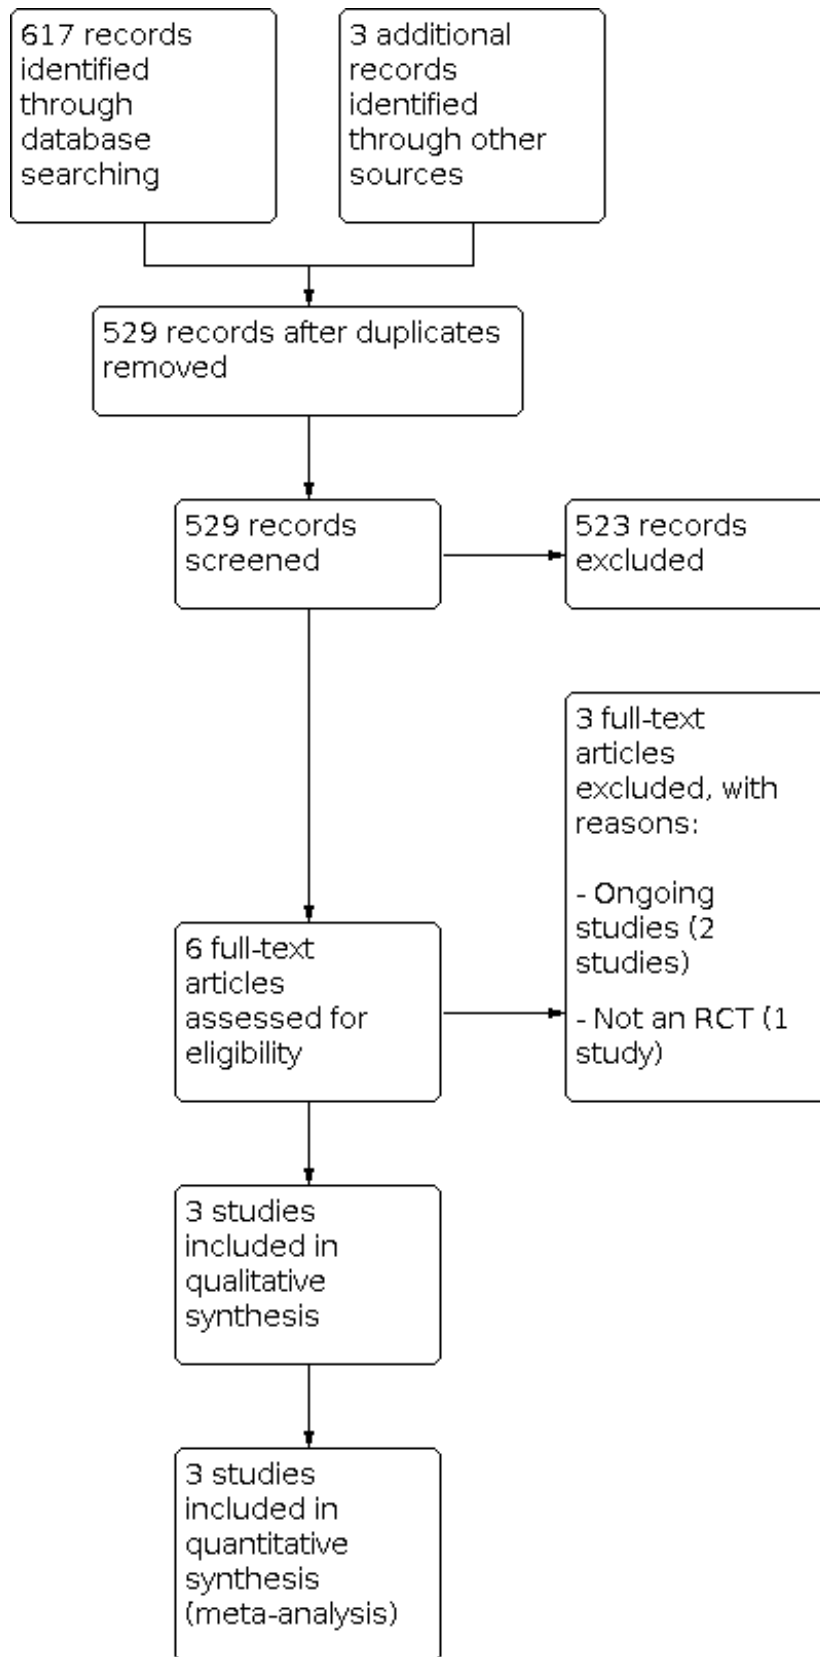 617 records
identified
through
database
searching
3 additional
records
identified
through other
sources
529 records after duplicates
removed
529 records
screened
523 records
excluded
3 full-text
articles
excluded, with
reasons:
- Ongoing
studies (2
studies)
- Not an RCT (1
study)
6 full-text
articles
assessed for
eligibility
3 studies
included in
qualitative
synthesis
3 studies
included in
quantitative
synthesis
(meta-analysis)